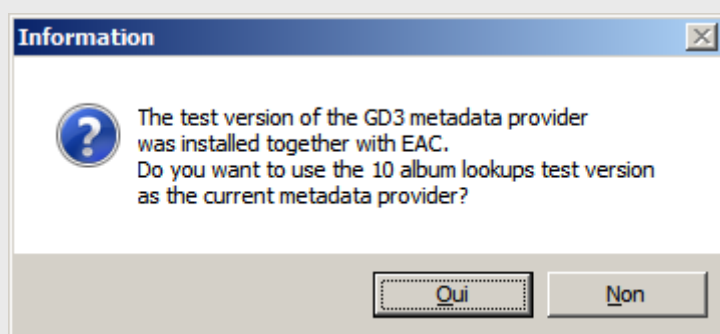 Information
The test version of the GD3 metadata provider
was installed together with EAC.
Do you want to use the 10 album lookups test version
as the current metadata provider?
Oui
Non